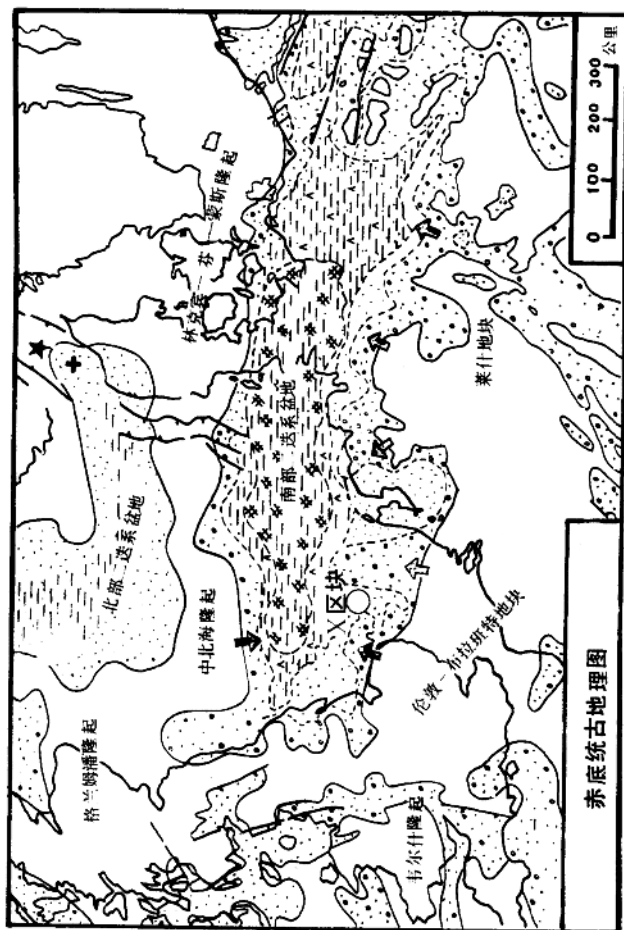 格兰姆潘隆起
北部 迭系盆地
中北海隆起
林克宾—芬—蒙斯隆起
南部 迭系盆地
X区块
伦敦-布拉班特地块
莱什地块
韦尔什隆起
赤底统古地理图
0 100 200 300
公里